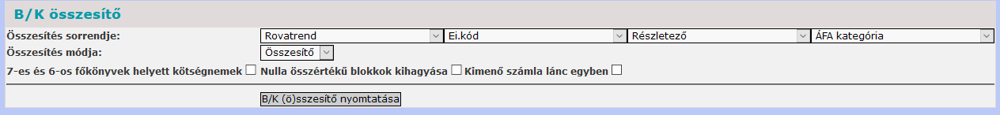 B/K összesítő
Összesítés sorrendje: Rovatrend Ei.kód Részletező ÁFA kategória
Összesítés módja: Összesítő
7-es és 6-os főkönyvek helyett kötségnemek Nulla összértékű blokkok kihagyása Kimenő számla lánc egyben
B/K (ö)sszesítő nyomtatása